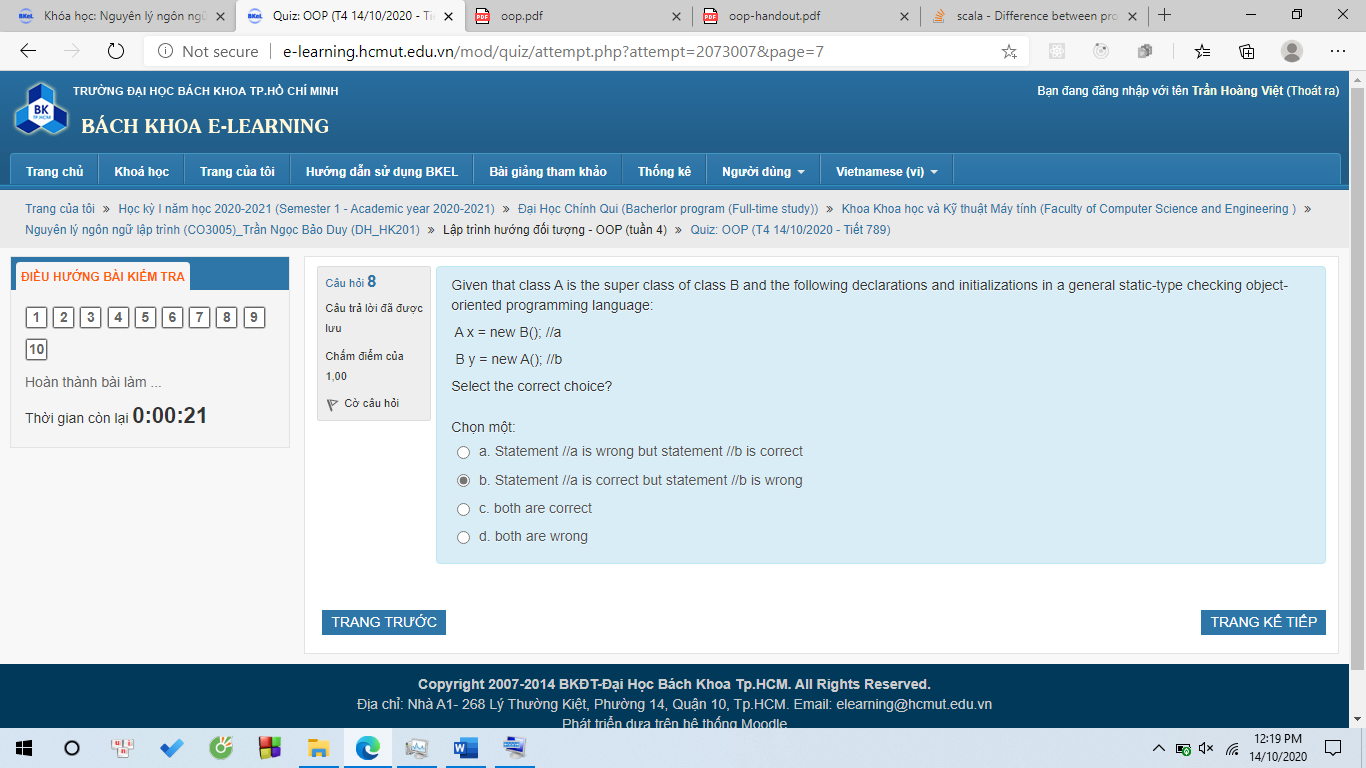 Khóa học: Nguyên lý ngôn ngữ
Quiz: OOP (T4 14/10/2020 - Tiế
oop.pdf
oop-handout.pdf
scala - Difference between pro
Not secure
e-learning.hcmut.edu.vn/mod/quiz/attempt.php?attempt=2073007&page=7
TRƯỜNG ĐẠI HỌC BÁCH KHOA TP.HỒ CHÍ MINH
Bạn đang đăng nhập với tên Trần Hoàng Việt (Thoát ra)
BK
TP.HCM
BÁCH KHOA E-LEARNING
Trang chủ
Khoá học
Trang của tôi
Hướng dẫn sử dụng BKEL
Bài giảng tham khảo
Thống kê
Người dùng
Vietnamese (vi)
Trang của tôi » Học kỳ I năm học 2020-2021 (Semester 1 - Academic year 2020-2021) » Đại Học Chính Qui (Bacherlor program (Full-time study)) » Khoa Khoa học và Kỹ thuật Máy tính (Faculty of Computer Science and Engineering ) »
Nguyên lý ngôn ngữ lập trình (CO3005)_Trần Ngọc Bảo Duy (DH_HK201) » Lập trình hướng đối tượng - OOP (tuần 4) » Quiz: OOP (T4 14/10/2020 - Tiết 789)
ĐIỀU HƯỚNG BÀI KIỂM TRA
1 2 3 4 5 6 7 8 9
10
Hoàn thành bài làm ...
Thời gian còn lại 0:00:21
Câu hỏi 8
Câu trả lời đã được
lưu
Chấm điểm của
1,00
Cờ câu hỏi
Given that class A is the super class of class B and the following declarations and initializations in a general static-type checking object-
oriented programming language:
A x = new B(); //a
B y = new A(); //b
Select the correct choice?
Chọn một:
a. Statement //a is wrong but statement //b is correct
b. Statement //a is correct but statement //b is wrong
c. both are correct
d. both are wrong
TRANG TRƯỚC
TRANG KẾ TIẾP
Copyright 2007-2014 BKĐT-Đại Học Bách Khoa Tp.HCM. All Rights Reserved.
Địa chỉ: Nhà A1- 268 Lý Thường Kiệt, Phường 14, Quận 10, Tp.HCM. Email: elearning@hcmut.edu.vn
Phát triển dựa trên hệ thống Moodle
12:19 PM
14/10/2020